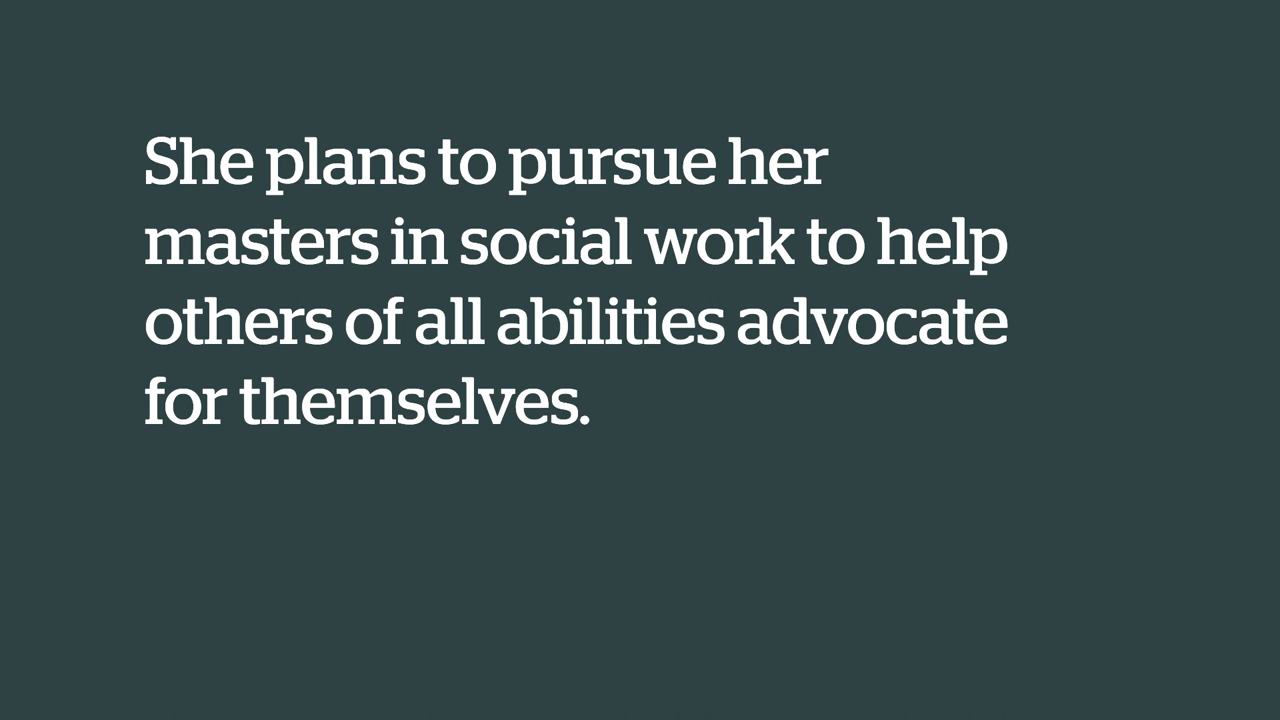 She plans to pursue her
masters in social work to help
others of all abilities advocate
for themselves.